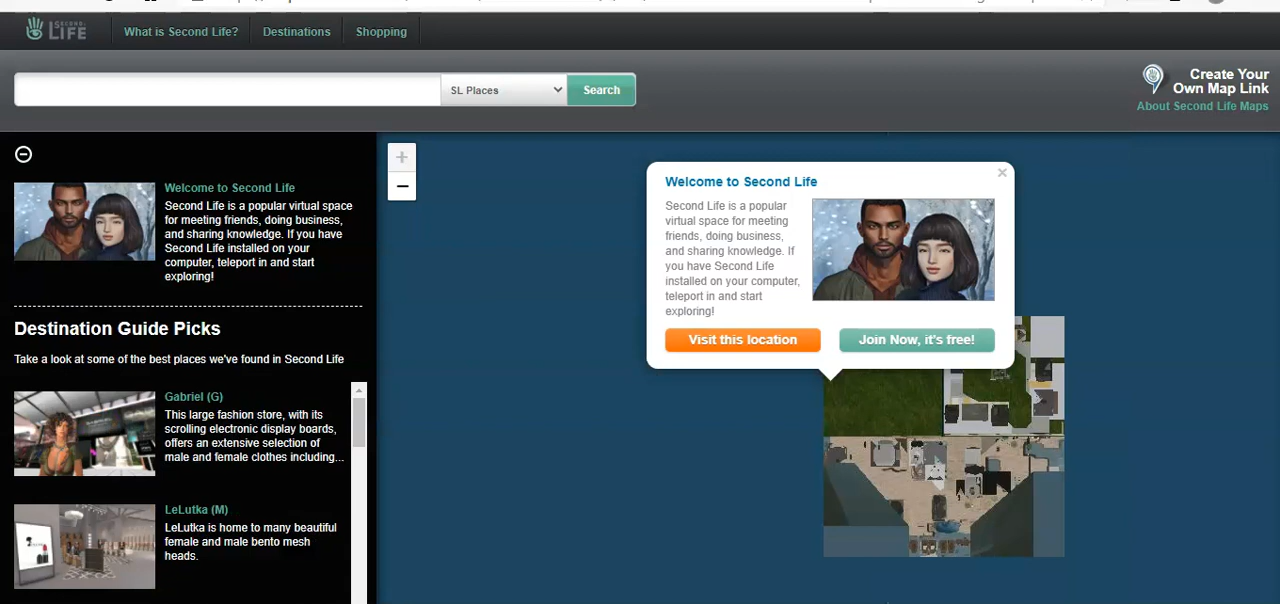 SECOND LIFE
What is Second Life?
Destinations
Shopping
SL Places
Search
Create Your
Own Map Link
About Second Life Maps
Welcome to Second Life
Second Life is a popular virtual space
for meeting friends, doing business,
and sharing knowledge. If you have
Second Life installed on your
computer, teleport in and start
exploring!
Destination Guide Picks
Take a look at some of the best places we've found in Second Life
Gabriel (G)
This large fashion store, with its
scrolling electronic display boards,
offers an extensive selection of
male and female clothes including...
LeLutka (M)
LeLutka is home to many beautiful
female and male bento mesh
heads.
+
−
Welcome to Second Life
×
Second Life is a popular
virtual space for meeting
friends, doing business,
and sharing knowledge. If
you have Second Life
installed on your computer,
teleport in and start
exploring!
Visit this location
Join Now, it's free!